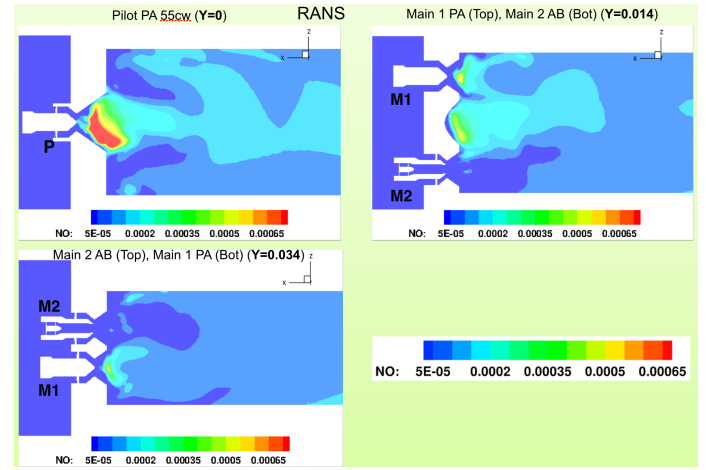 Pilot PA 55cw (Y=0)
RANS
Main 1 PA (Top), Main 2 AB (Bot) (Y=0.014)
z
x
P
NO: 5E-05 0.0002 0.00035 0.0005 0.00065
z
x
M1
M2
NO: 5E-05 0.0002 0.00035 0.0005 0.00065
Main 2 AB (Top), Main 1 PA (Bot) (Y=0.034)
z
x
M2
M1
NO: 5E-05 0.0002 0.00035 0.0005 0.00065
NO: 5E-05 0.0002 0.00035 0.0005 0.00065